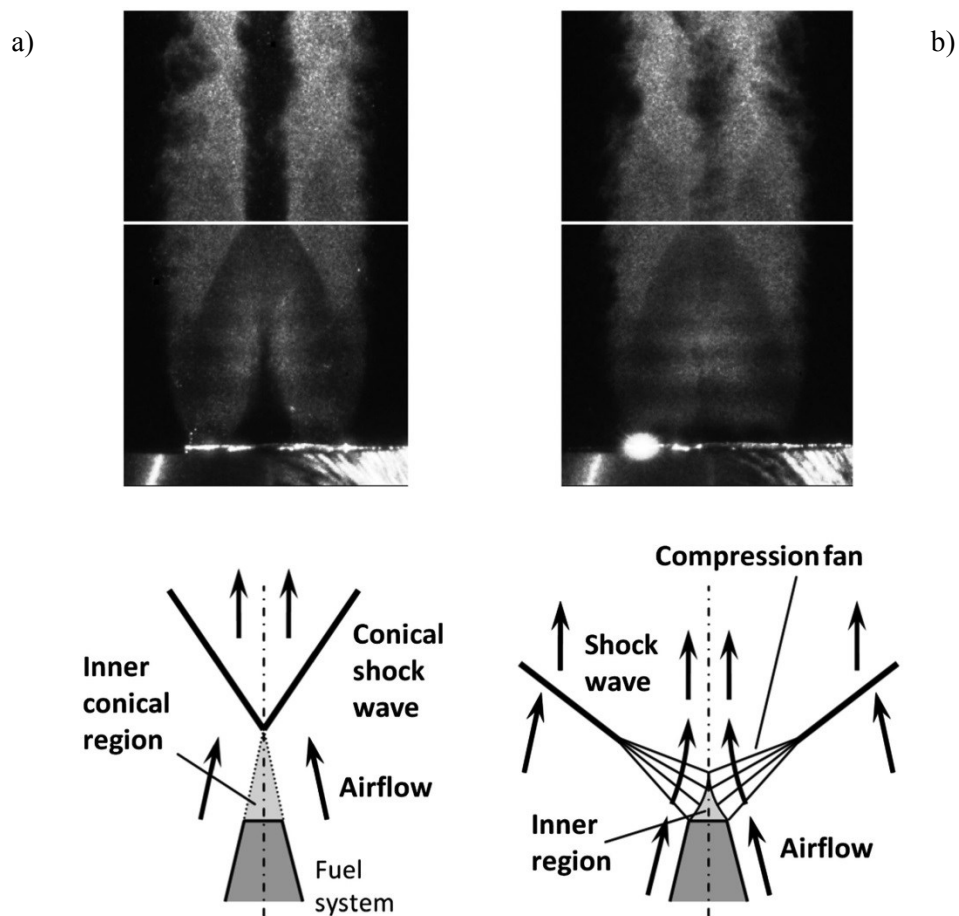 a)
b)
Inner
conical
region
Conical
shock
wave
Airflow
Fuel
system
Compression fan
Shock
wave
Inner
region
Airflow